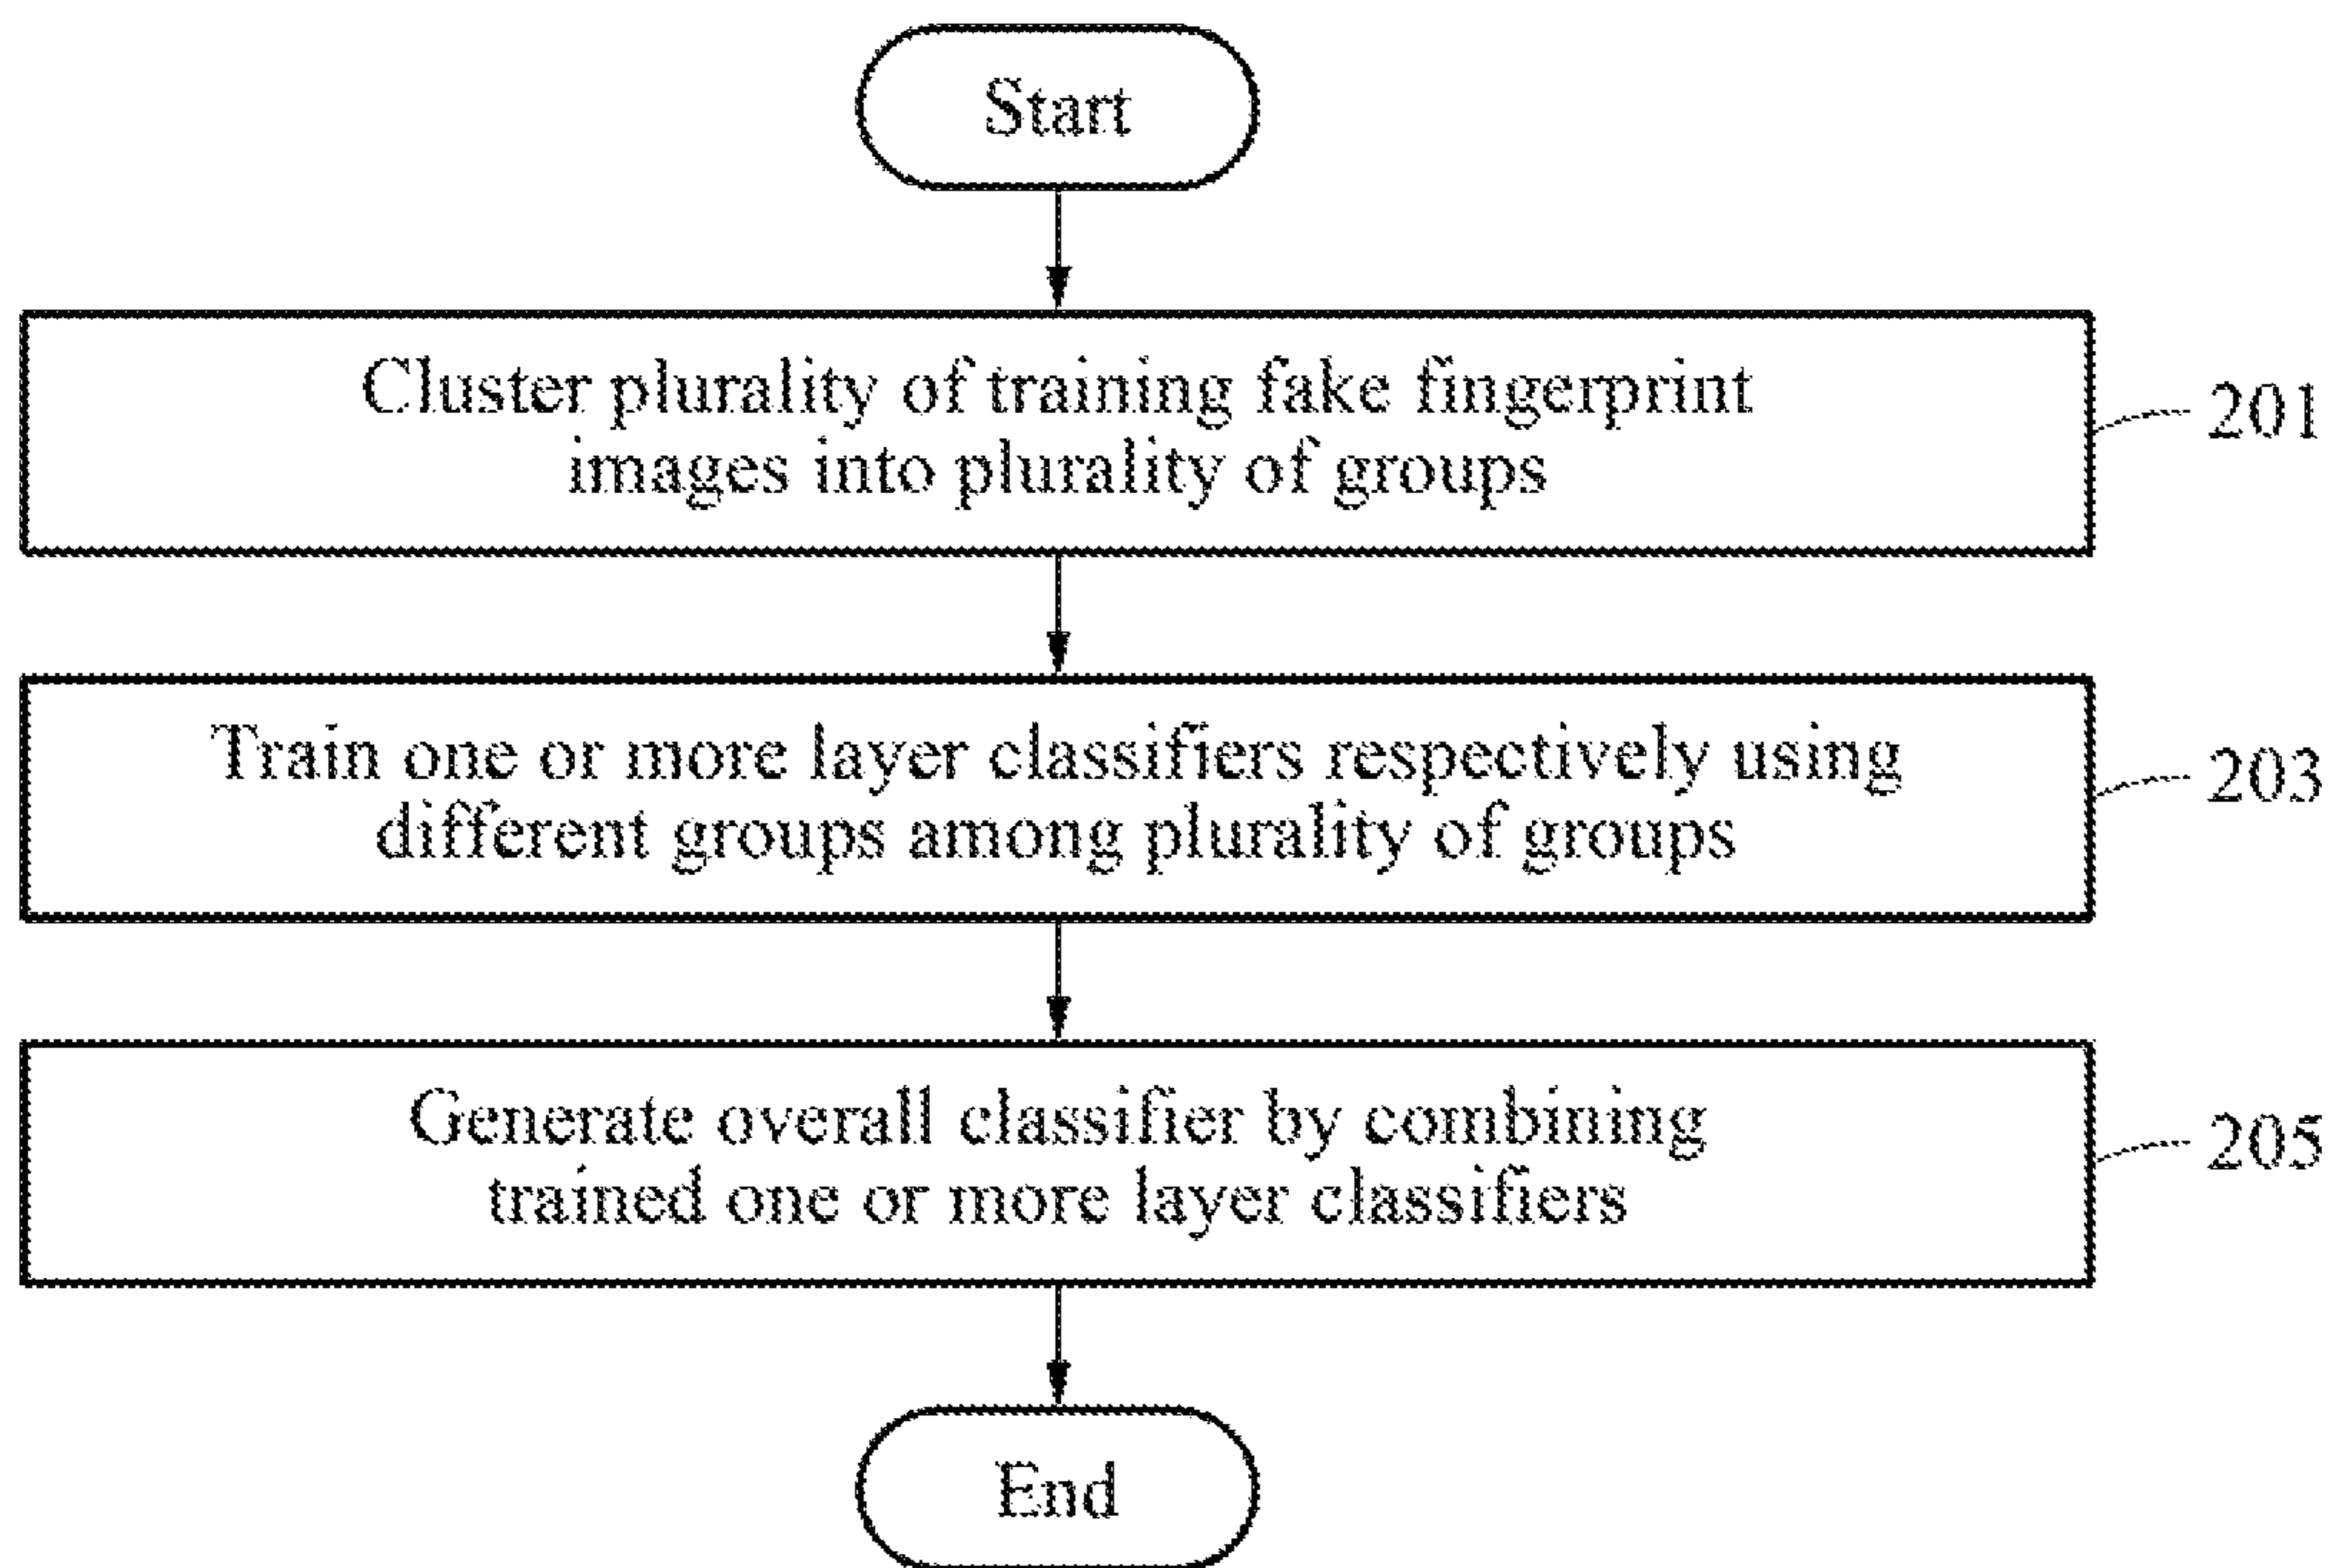 Start
Cluster plurality of training fake fingerprint
images into plurality of groups
201
Train one or more layer classifiers respectively using
different groups among plurality of groups
203
Generate overall classifier by combining
trained one or more layer classifiers
205
End